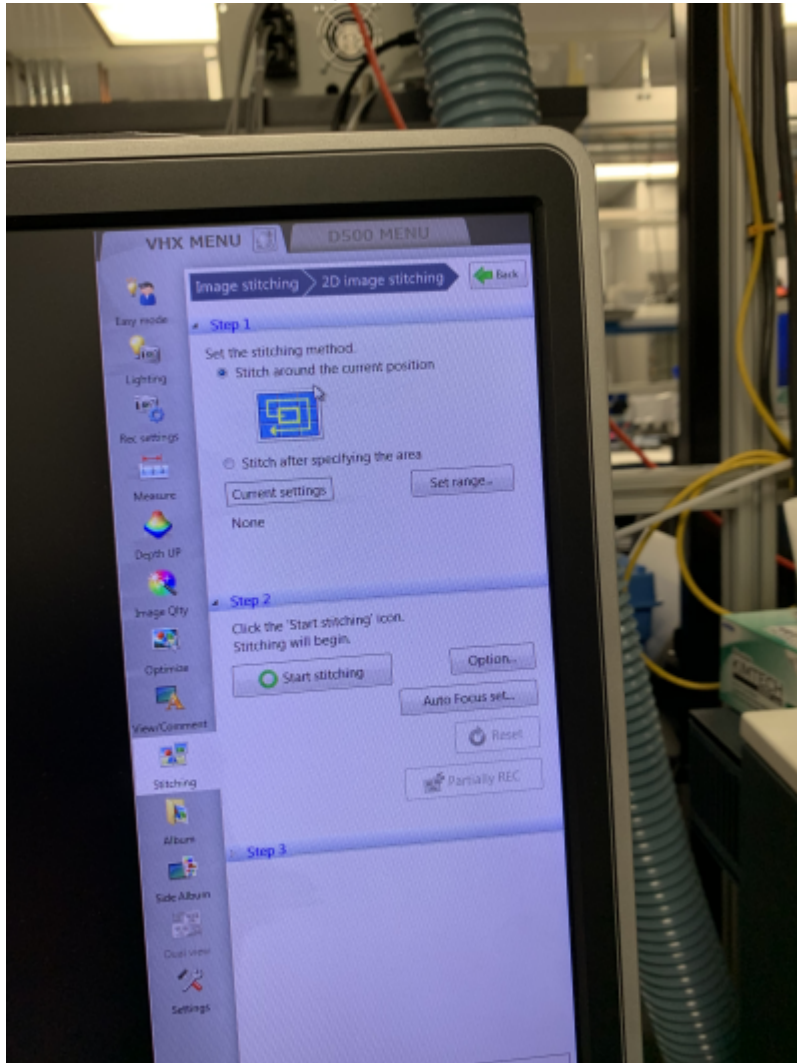 VHX MENU
D500 MENU
Image stitching
2D image stitching
Back
Easy mode
Lighting
Rec settings
Measure
Depth UP
Image Qlty
Optimize
View/Comment
Stitching
Album
Side Album
Dual view
Settings
Step 1
Set the stitching method.
Stitch around the current position
Stitch after specifying the area
Current settings
Set range..
None
Step 2
Click the 'Start stitching' icon.
Stitching will begin.
Start stitching
Option..
Auto Focus set..
Reset
Partially REC
Step 3
KIMTECH